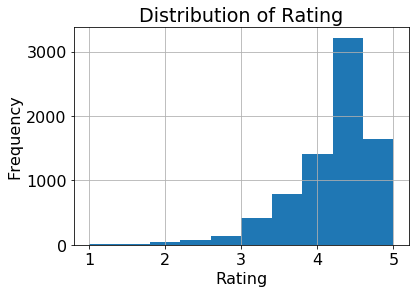 Distribution of Rating
3000
2000
1000
0
Frequency
1 2 3 4 5
Rating